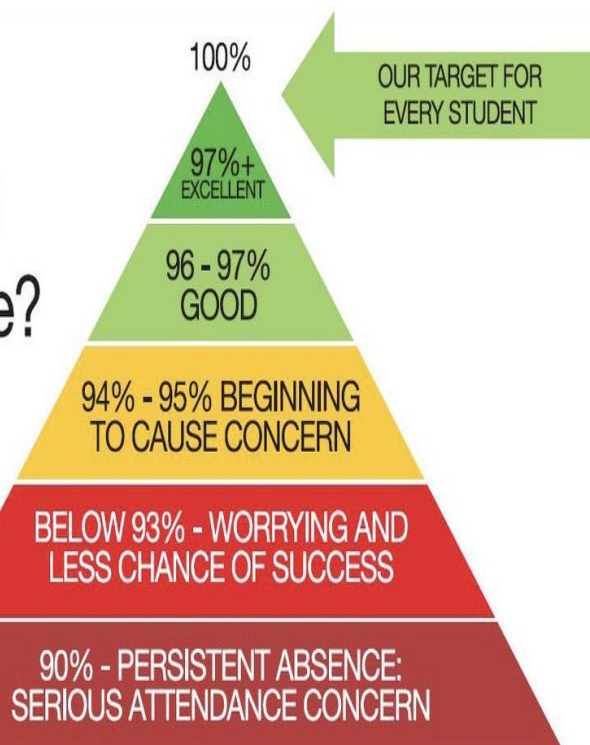 100%
OUR TARGET FOR
EVERY STUDENT
97%+
EXCELLENT
e?
96 - 97%
GOOD
94% - 95% BEGINNING
TO CAUSE CONCERN
BELOW 93% - WORRYING AND
LESS CHANCE OF SUCCESS
90% - PERSISTENT ABSENCE:
SERIOUS ATTENDANCE CONCERN